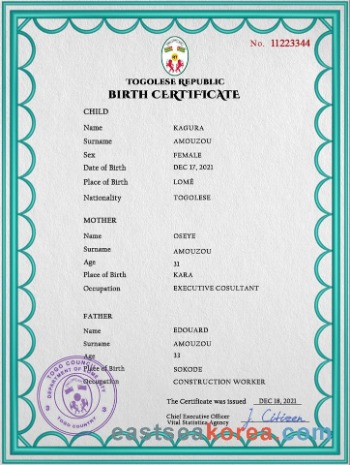 No. 11223344
TOGOLESE REPUBLIC
BIRTH CERTIFICATE
CHILD
Name KAGURA
Surname AMOUZOU
Sex FEMALE
Date of Birth DEC 17, 2021
Place of Birth LOMÉ
Nationality TOGOLESE
MOTHER
Name OSEYE
Surname AMOUZOU
Age 31
Place of Birth KARA
Occupation EXECUTIVE COSULTANT
FATHER
Name EDOUARD
Surname AMOUZOU
Age 33
Place of Birth SOKODE
Occupation CONSTRUCTION WORKER
The Certificate was issued DEC 18, 2021
Chief Executive Officer
Vital Statistics Agency
J. Citizen
TOGO COUNCIL
DEPARTMENT OF
TOGO COUNTRY
eastseakorea.com